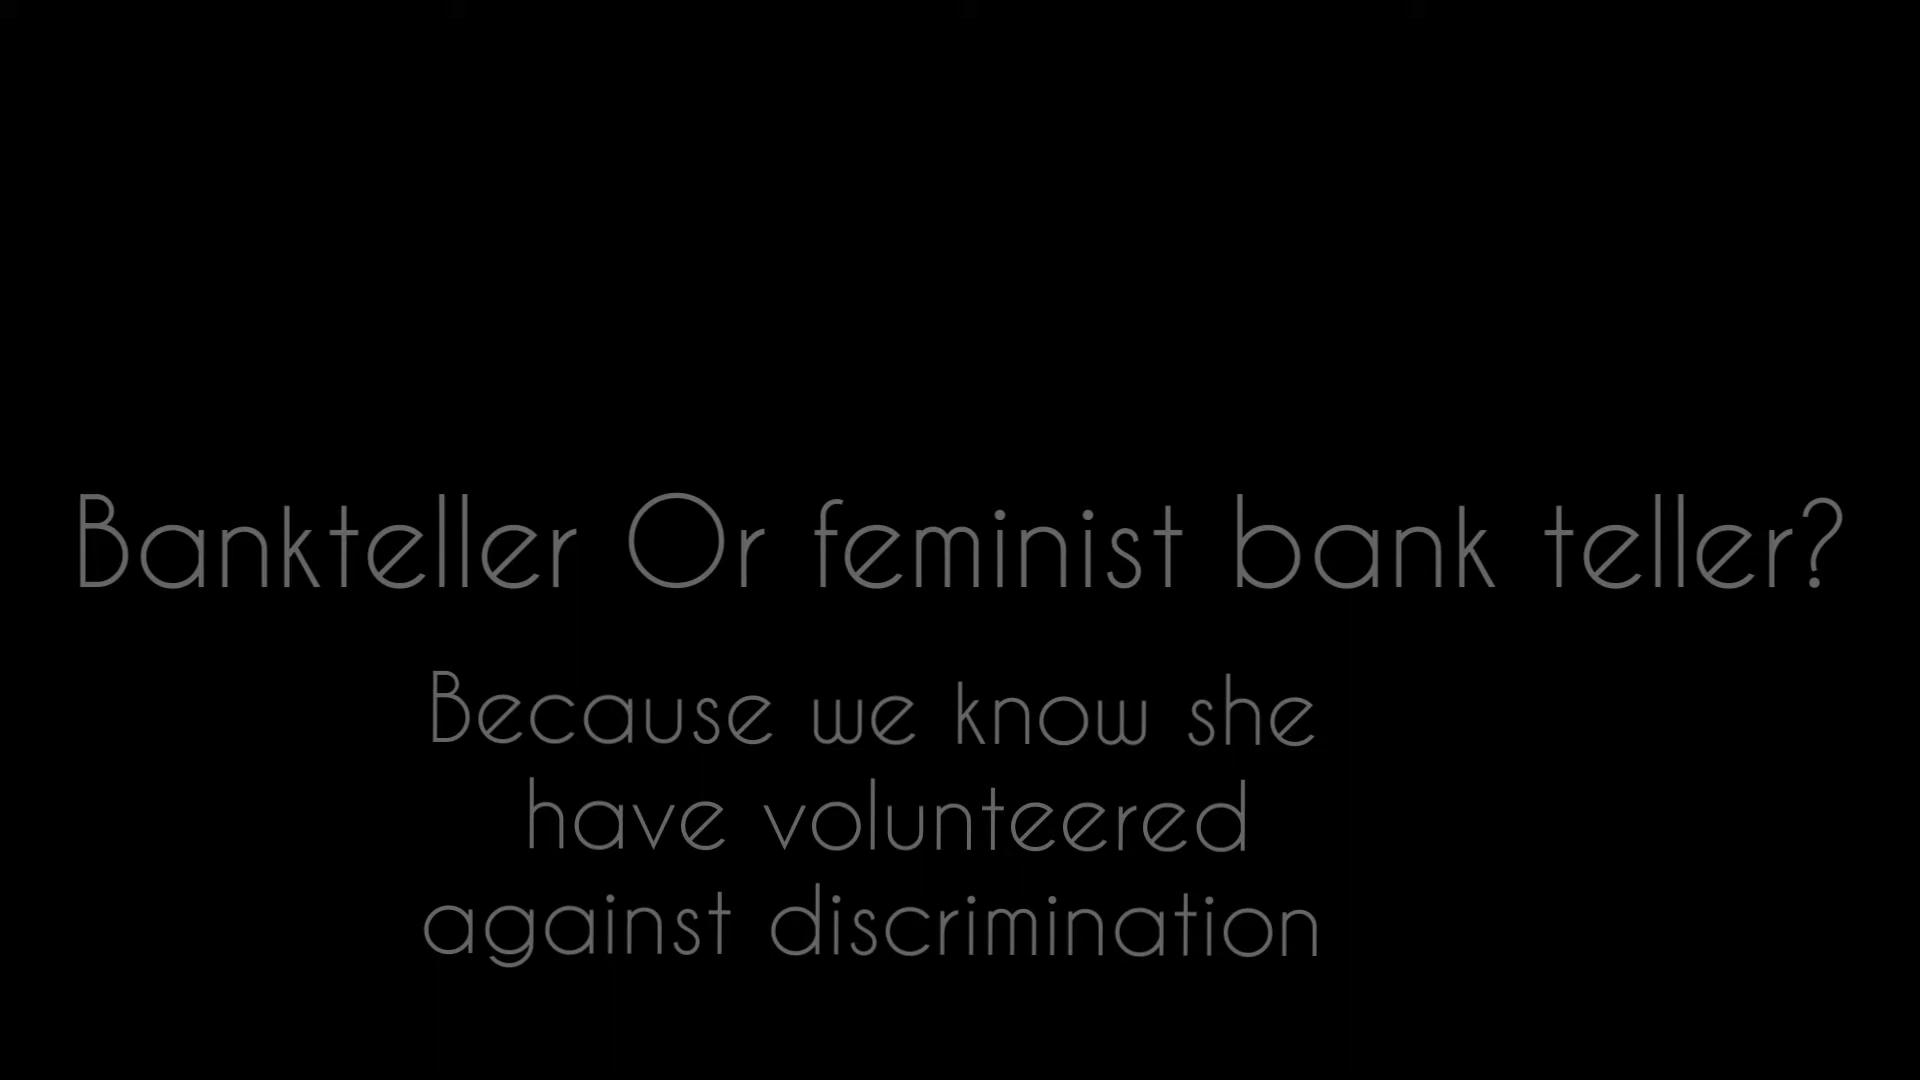 Bankteller Or feminist bank teller?
Because we know she
have volunteered
against discrimination